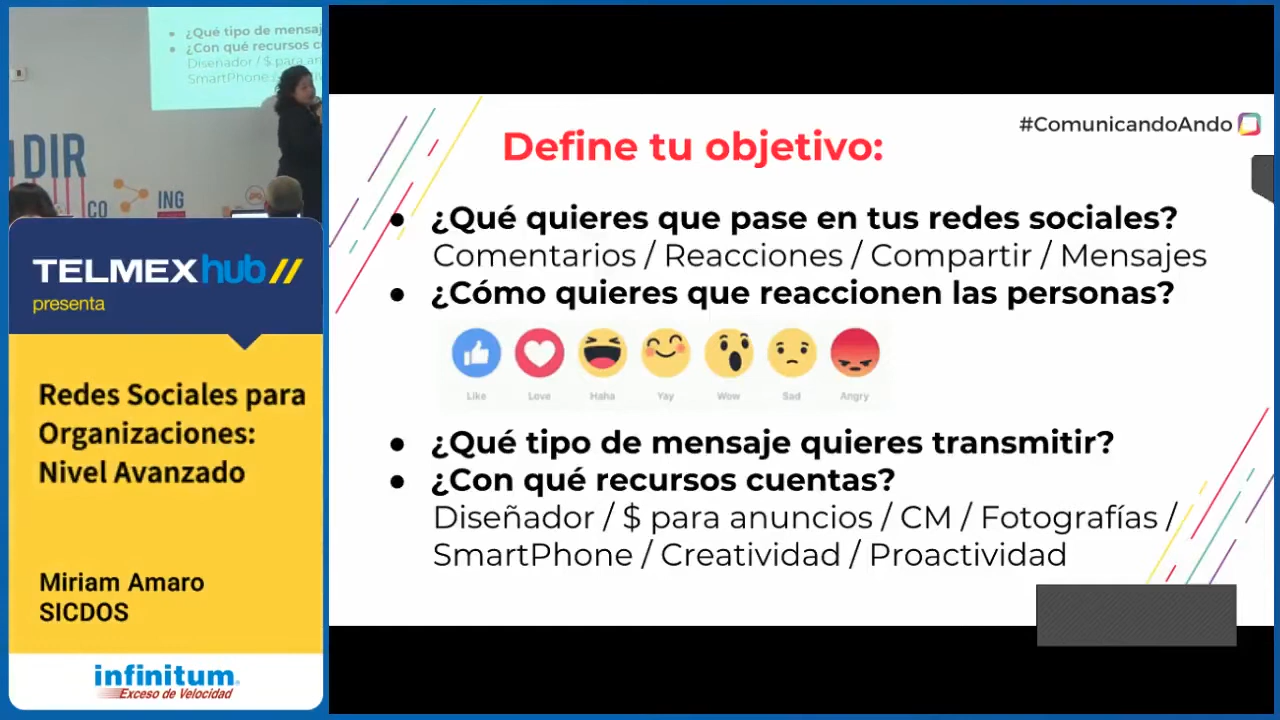 ¿Qué tipo de mensaj
¿Con qué recursos c
Diseñador / $ para an
SmartPhone
DIR
CO
ING
TELMEXhub//
presenta
Redes Sociales para
Organizaciones:
Nivel Avanzado
Miriam Amaro
SICDOS
infinitum
Exceso de Velocidad
#ComunicandoAndo
Define tu objetivo:
● ¿Qué quieres que pase en tus redes sociales?
Comentarios / Reacciones / Compartir / Mensajes
● ¿Cómo quieres que reaccionen las personas?
Like Love Haha Yay Wow Sad Angry
● ¿Qué tipo de mensaje quieres transmitir?
● ¿Con qué recursos cuentas?
Diseñador / $ para anuncios / CM / Fotografías /
SmartPhone / Creatividad / Proactividad